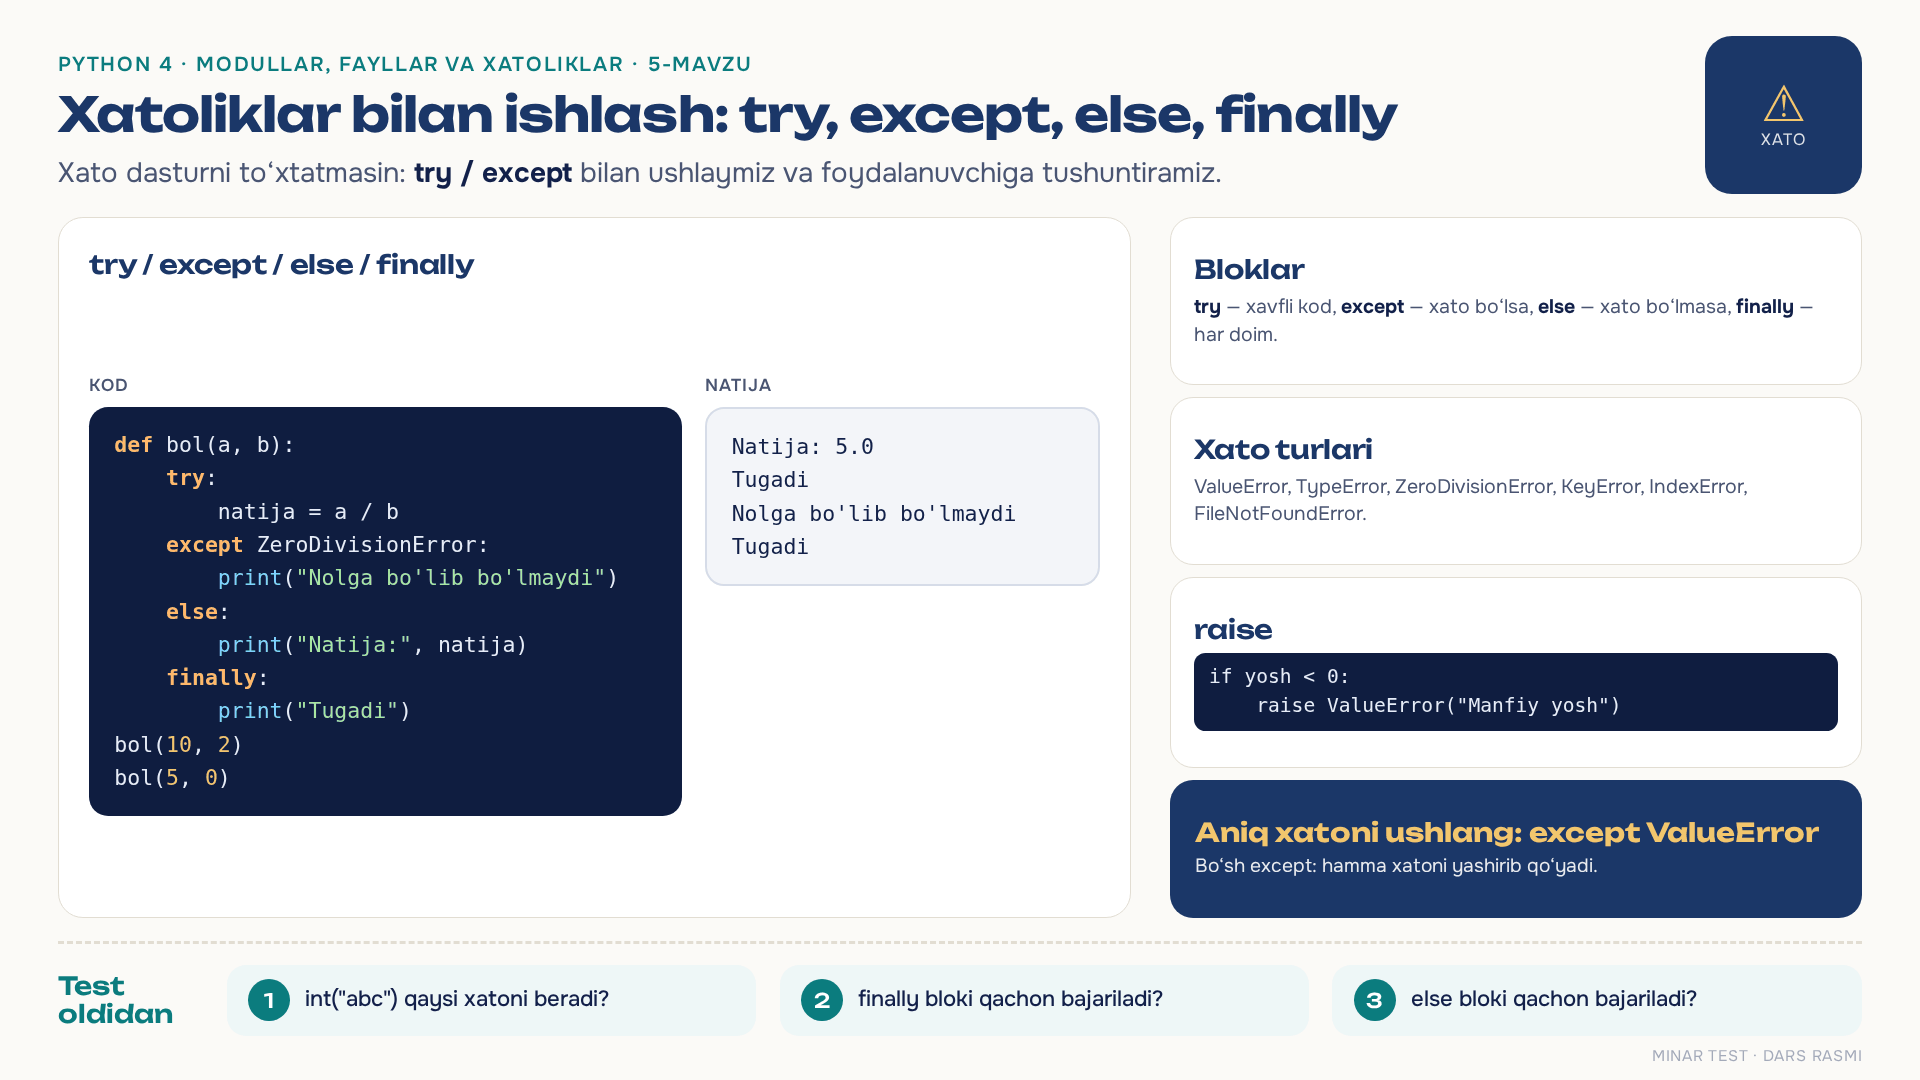 PYTHON 4 · MODULLAR, FAYLLAR VA XATOLIKLAR · 5-MAVZU
Xatoliklar bilan ishlash: try, except, else, finally
Xato dasturni to‘xtatmasin: try / except bilan ushlaymiz va foydalanuvchiga tushuntiramiz.
XATO
try / except / else / finally
KOD
def bol(a, b):
    try:
        natija = a / b
    except ZeroDivisionError:
        print("Nolga bo'lib bo'lmaydi")
    else:
        print("Natija:", natija)
    finally:
        print("Tugadi")
bol(10, 2)
bol(5, 0)
NATIJA
Natija: 5.0
Tugadi
Nolga bo'lib bo'lmaydi
Tugadi
Bloklar
try — xavfli kod, except — xato bo‘lsa, else — xato bo‘lmasa, finally —
har doim.
Xato turlari
ValueError, TypeError, ZeroDivisionError, KeyError, IndexError,
FileNotFoundError.
raise
if yosh < 0:
    raise ValueError("Manfiy yosh")
Aniq xatoni ushlang: except ValueError
Bo‘sh except: hamma xatoni yashirib qo‘yadi.
Test
oldidan
1 int("abc") qaysi xatoni beradi?
2 finally bloki qachon bajariladi?
3 else bloki qachon bajariladi?
MINAR TEST · DARS RASMI